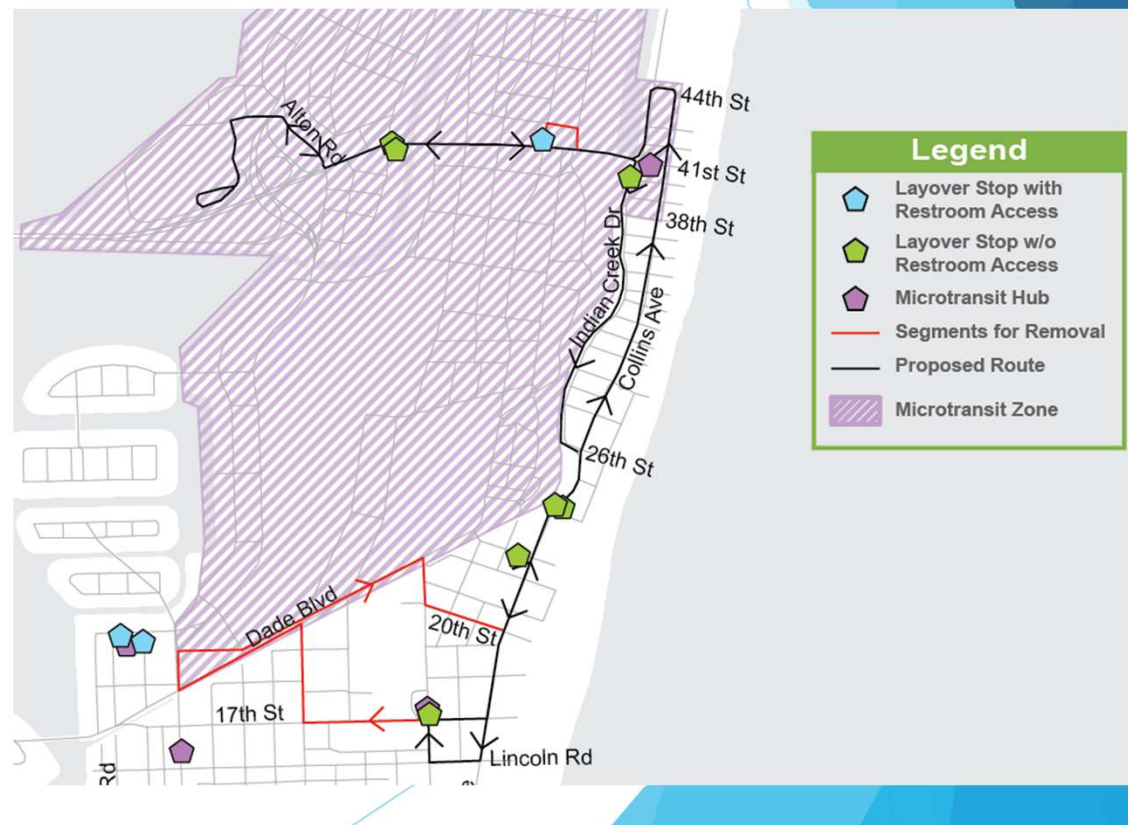 44th St
Alton Rd
41st St
38th St
Indian Creek Dr
Collins Ave
26th St
Dade Blvd
20th St
17th St
Lincoln Rd
Rd
e
Legend
Layover Stop with
Restroom Access
Layover Stop w/o
Restroom Access
Microtransit Hub
Segments for Removal
Proposed Route
Microtransit Zone